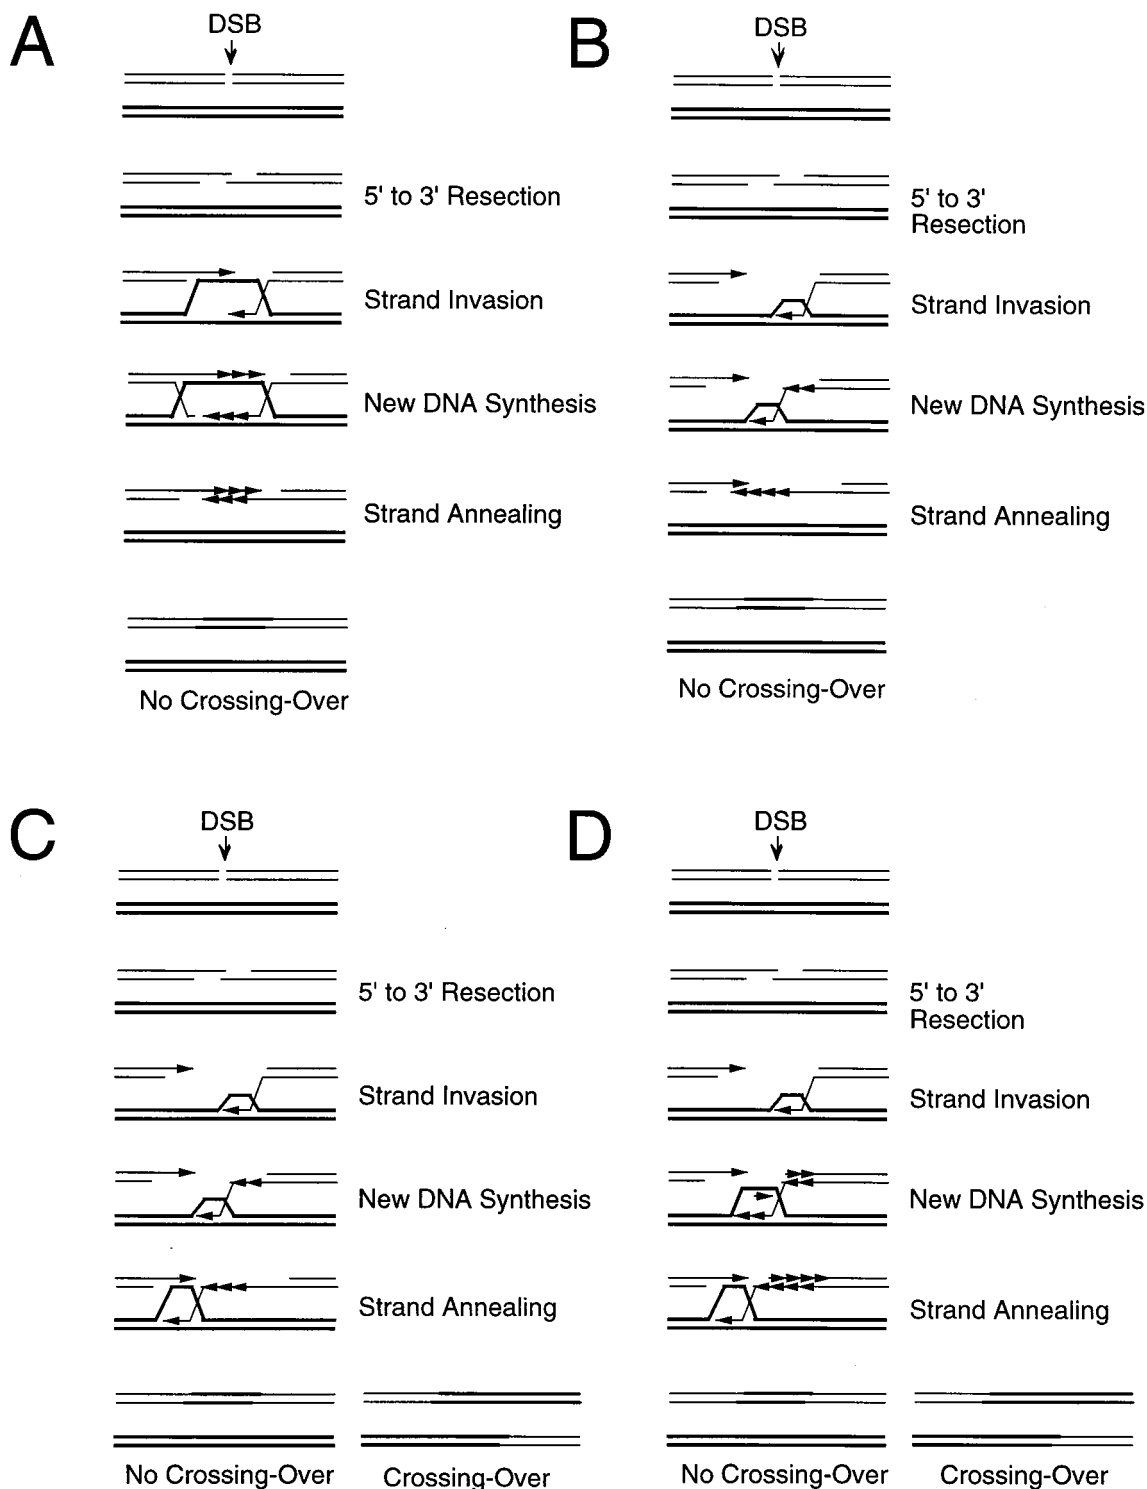 A
DSB
5' to 3' Resection
Strand Invasion
New DNA Synthesis
Strand Annealing
No Crossing-Over
B
DSB
5' to 3'
Resection
Strand Invasion
New DNA Synthesis
Strand Annealing
No Crossing-Over
C
DSB
5' to 3' Resection
Strand Invasion
New DNA Synthesis
Strand Annealing
No Crossing-Over
Crossing-Over
D
DSB
5' to 3'
Resection
Strand Invasion
New DNA Synthesis
Strand Annealing
No Crossing-Over
Crossing-Over